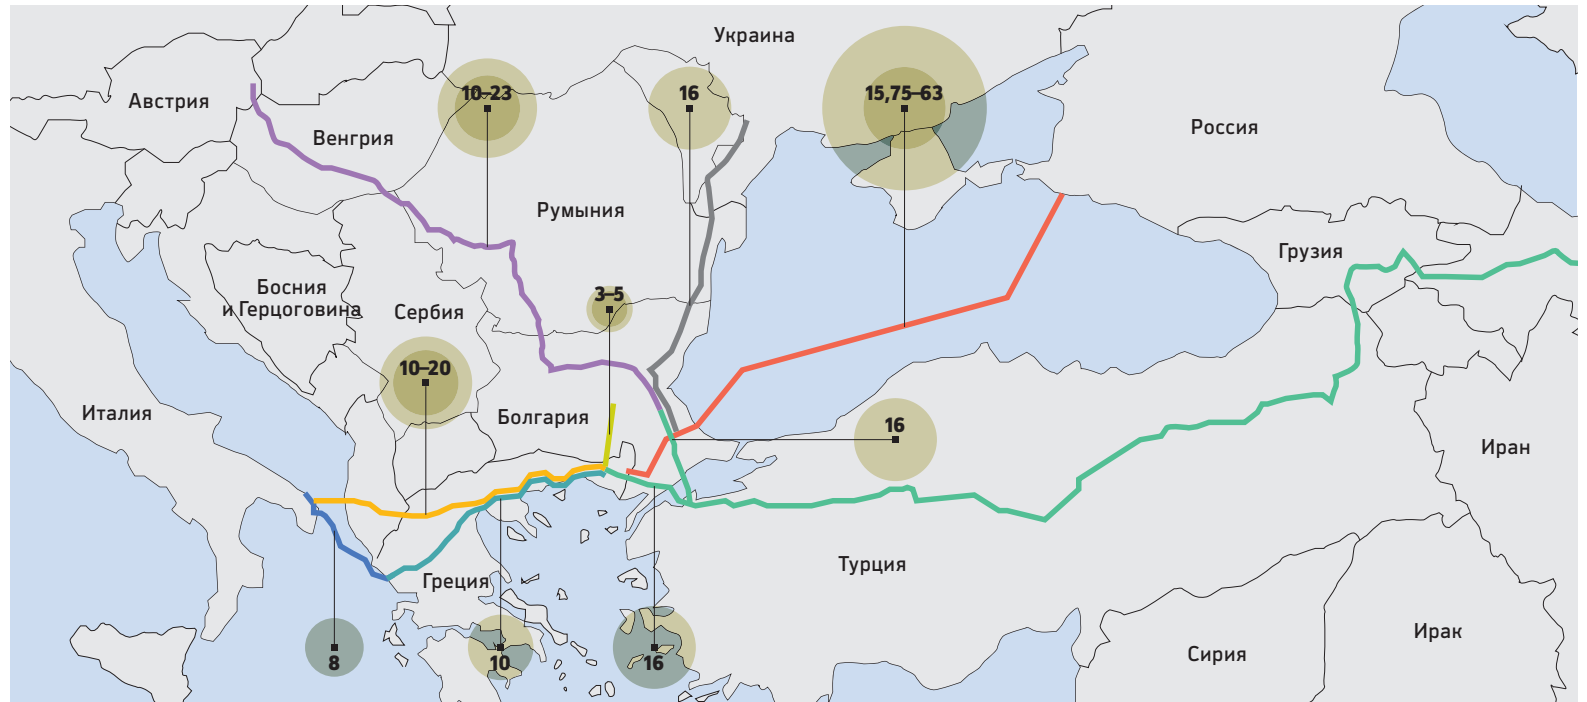 Украина
Австрия
10–23
16
15,75–63
Венгрия
Россия
Румыния
Грузия
Босния
и Герцоговина
Сербия
3–5
10–20
Италия
Болгария
16
Иран
Турция
Греция
8
10
16
Сирия
Ирак